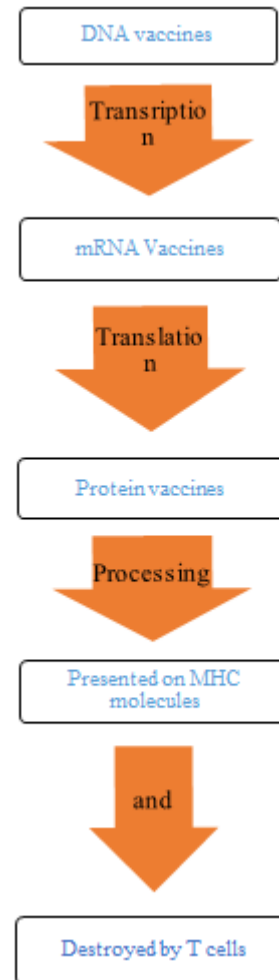 DNA vaccines
Transriptio
n
mRNA Vaccines
Translatio
n
Protein vaccines
Processing
Presented on MHC
molecules
and
Destroyed by T cells